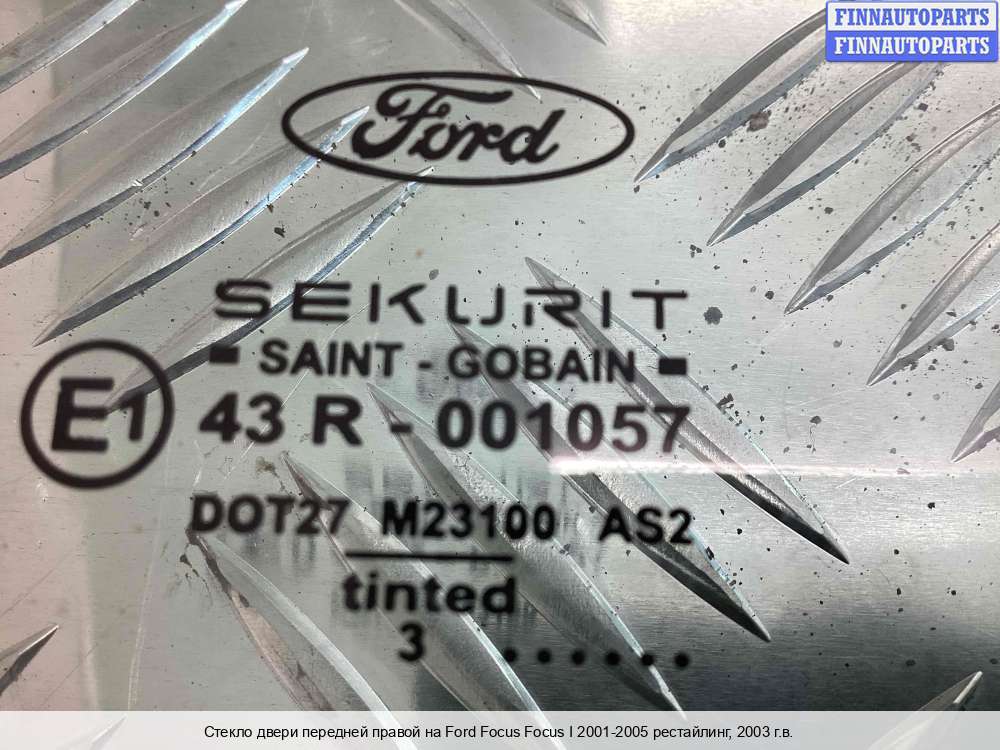 FINNAUTOPARTS
FINNAUTOPARTS
Ford
SEKURIT
SAINT - GOBAIN
E1 43 R - 001057
DOT27 M23100 AS2
tinted
3 ......
Стекло двери передней правой на Ford Focus Focus I 2001-2005 рестайлинг, 2003 г.в.